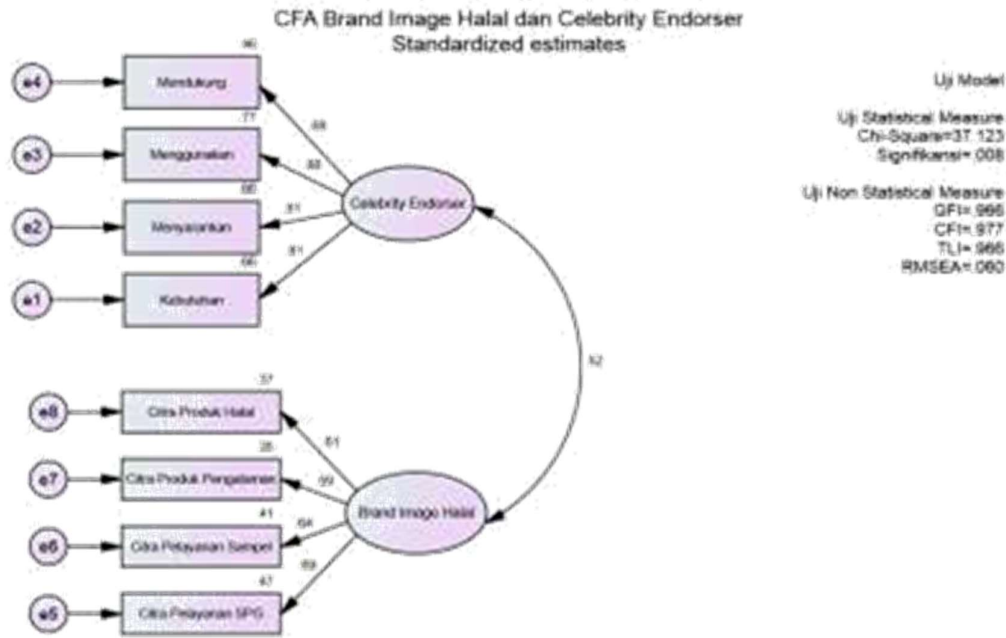 CFA Brand Image Halal dan Celebrity Endorser
Standardized estimates
Uji Model
Uji Statistical Measure
Chi-Square=37.123
Signifikansi=.008
Uji Non Statistical Measure
GFI=.966
CFI=.977
TLI=.966
RMSEA=.060
e4
Mendukung
.77
e3
Menggunakan
.88
e2
Menyarankan
.81
e1
.66
Celebrity Endorser
.52
.37
e8
Citra Produk Halal
.61
e7
Citra Produk Pengalaman
.59
.41
e6
Citra Pelayanan Sampel
.64
.47
e5
Citra Pelayanan SPG
.69
Brand Image Halal